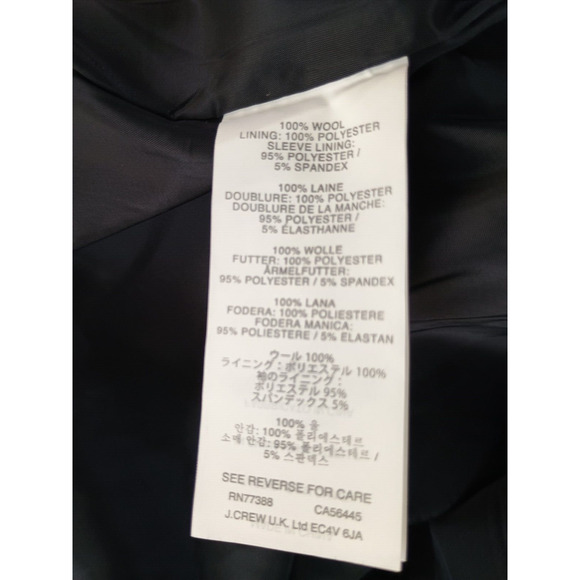 100% WOOL
LINING: 100% POLYESTER
SLEEVE LINING:
95% POLYESTER /
5% SPANDEX
100% LAINE
DOUBLURE: 100% POLYESTER
DOUBLURE DE LA MANCHE:
95% POLYESTER /
5% ÉLASTHANNE
100% WOLLE
FUTTER: 100% POLYESTER
ÄRMELFUTTER:
95% POLYESTER / 5% SPANDEX
100% LANA
FODERA: 100% POLIESTERE
FODERA MANICA:
95% POLIESTERE / 5% ELASTAN
ウール 100%
ライニング：ポリエステル 100%
袖のライニング：
ポリエステル 95%
スパンデックス 5%
100% 울
안감: 100% 폴리에스테르
소매 안감: 95% 폴리에스테르 /
5% 스판덱스
SEE REVERSE FOR CARE
RN77388 CA56445
J.CREW U.K. Ltd EC4V 6JA